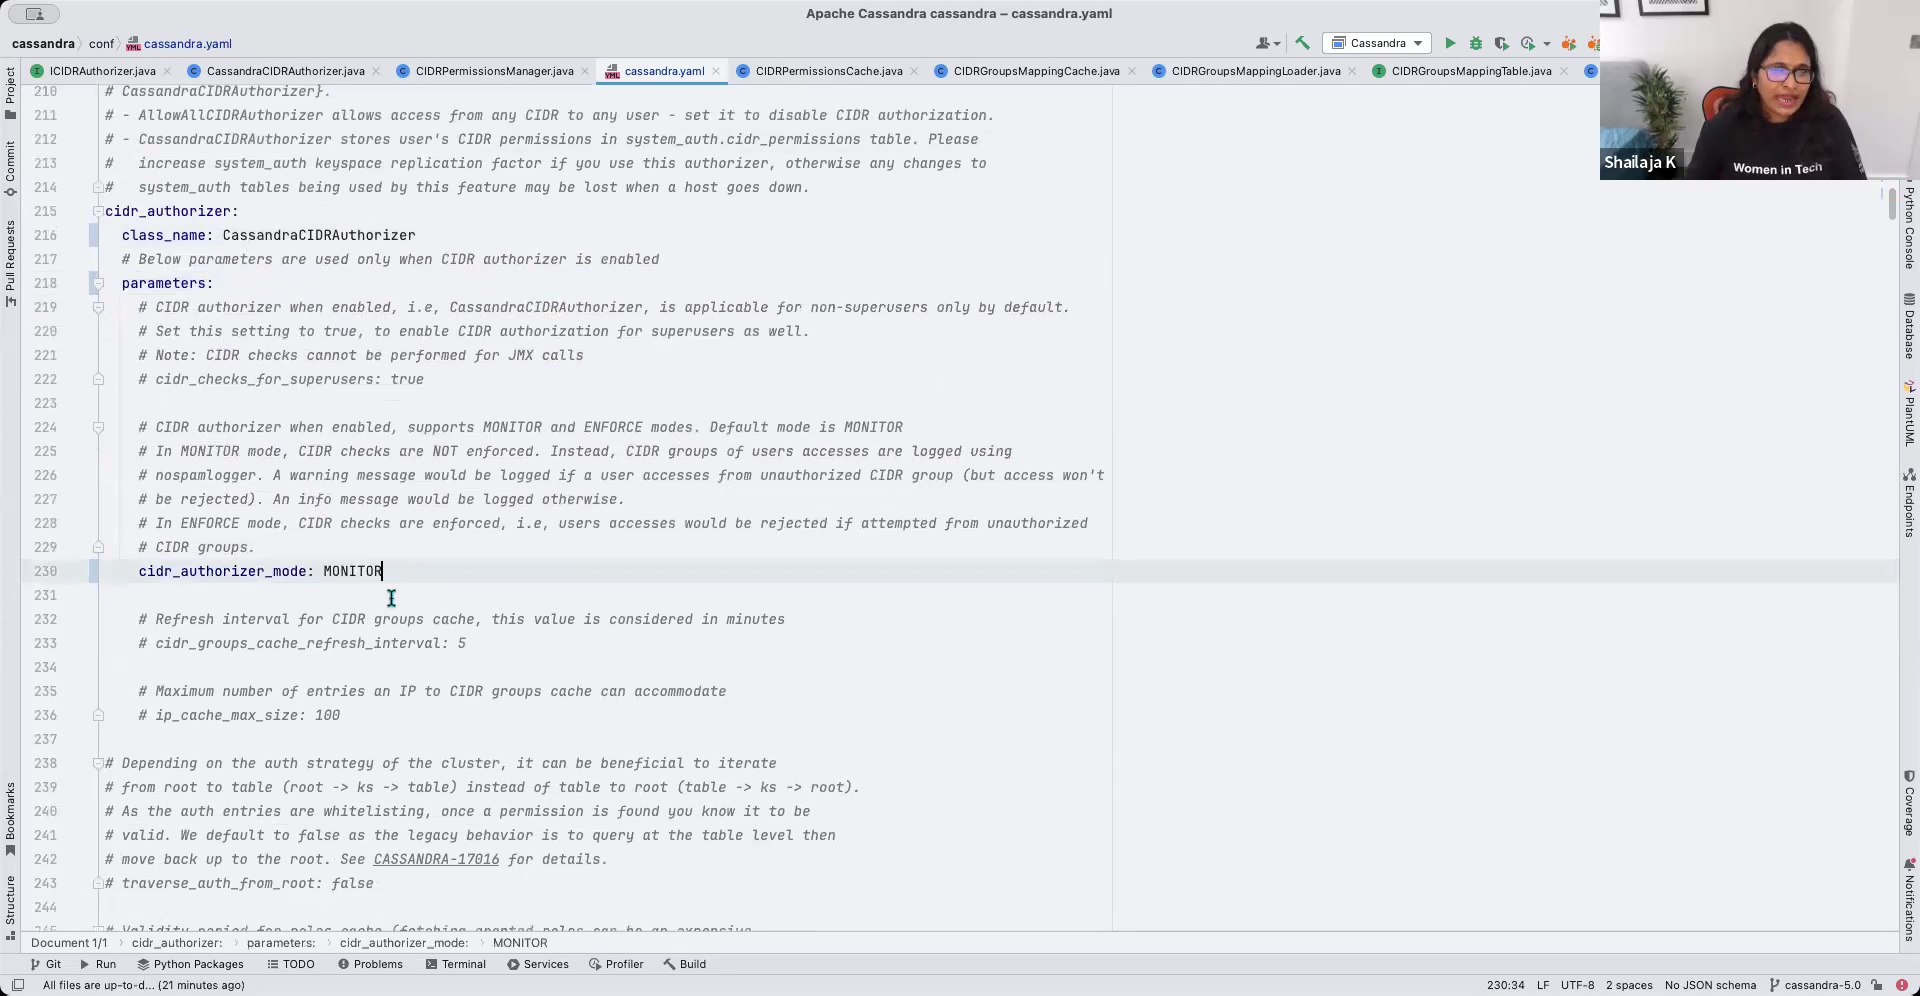 Apache Cassandra cassandra – cassandra.yaml
cassandra conf cassandra.yaml
Cassandra
ICIDRAuthorizer.java CassandraCIDRAuthorizer.java CIDRPermissionsManager.java cassandra.yaml CIDRPermissionsCache.java CIDRGroupsMappingCache.java CIDRGroupsMappingLoader.java CIDRGroupsMappingTable.java
Shailaja K
Women in Tech
Project
Commit
Pull Requests
Bookmarks
Structure
210 # CassandraCIDRAuthorizer}.
211 # - AllowAllCIDRAuthorizer allows access from any CIDR to any user - set it to disable CIDR authorization.
212 # - CassandraCIDRAuthorizer stores user's CIDR permissions in system_auth.cidr_permissions table. Please
213 #   increase system_auth keyspace replication factor if you use this authorizer, otherwise any changes to
214 #   system_auth tables being used by this feature may be lost when a host goes down.
215 cidr_authorizer:
216   class_name: CassandraCIDRAuthorizer
217   # Below parameters are used only when CIDR authorizer is enabled
218   parameters:
219     # CIDR authorizer when enabled, i.e, CassandraCIDRAuthorizer, is applicable for non-superusers only by default.
220     # Set this setting to true, to enable CIDR authorization for superusers as well.
221     # Note: CIDR checks cannot be performed for JMX calls
222     # cidr_checks_for_superusers: true
223
224     # CIDR authorizer when enabled, supports MONITOR and ENFORCE modes. Default mode is MONITOR
225     # In MONITOR mode, CIDR checks are NOT enforced. Instead, CIDR groups of users accesses are logged using
226     # nospamlogger. A warning message would be logged if a user accesses from unauthorized CIDR group (but access won't
227     # be rejected). An info message would be logged otherwise.
228     # In ENFORCE mode, CIDR checks are enforced, i.e, users accesses would be rejected if attempted from unauthorized
229     # CIDR groups.
230     cidr_authorizer_mode: MONITOR
231
232     # Refresh interval for CIDR groups cache, this value is considered in minutes
233     # cidr_groups_cache_refresh_interval: 5
234
235     # Maximum number of entries an IP to CIDR groups cache can accommodate
236     # ip_cache_max_size: 100
237
238 # Depending on the auth strategy of the cluster, it can be beneficial to iterate
239 # from root to table (root -> ks -> table) instead of table to root (table -> ks -> root).
240 # As the auth entries are whitelisting, once a permission is found you know it to be
241 # valid. We default to false as the legacy behavior is to query at the table level then
242 # move back up to the root. See CASSANDRA-17016 for details.
243 # traverse_auth_from_root: false
244
Python Console
Database
PlantUML
Endpoints
Coverage
Notifications
Document 1/1 cidr_authorizer: parameters: cidr_authorizer_mode: MONITOR
Git Run Python Packages TODO Problems Terminal Services Profiler Build
All files are up-to-d... (21 minutes ago) 230:34 LF UTF-8 2 spaces No JSON schema cassandra-5.0